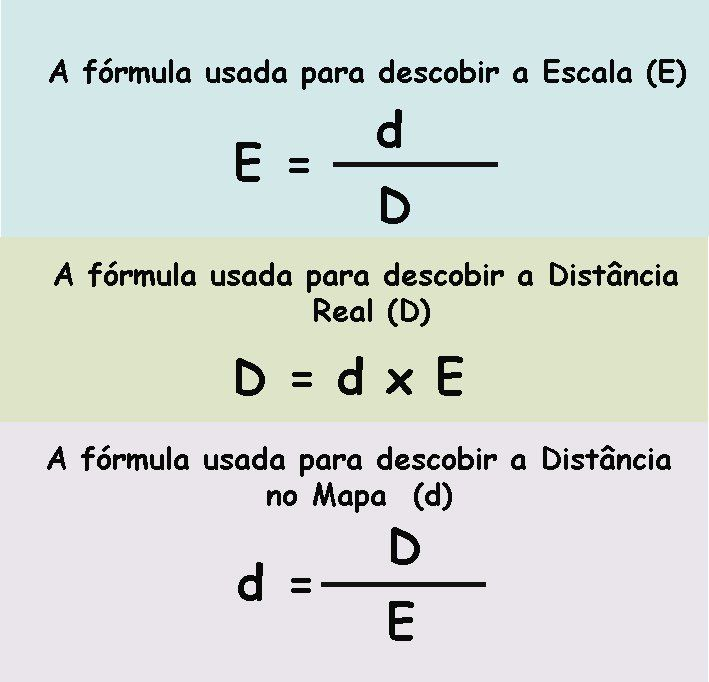 A fórmula usada para descobir a Escala (E)
E = d / D
A fórmula usada para descobir a Distância
Real (D)
D = d x E
A fórmula usada para descobir a Distância
no Mapa (d)
d = D / E